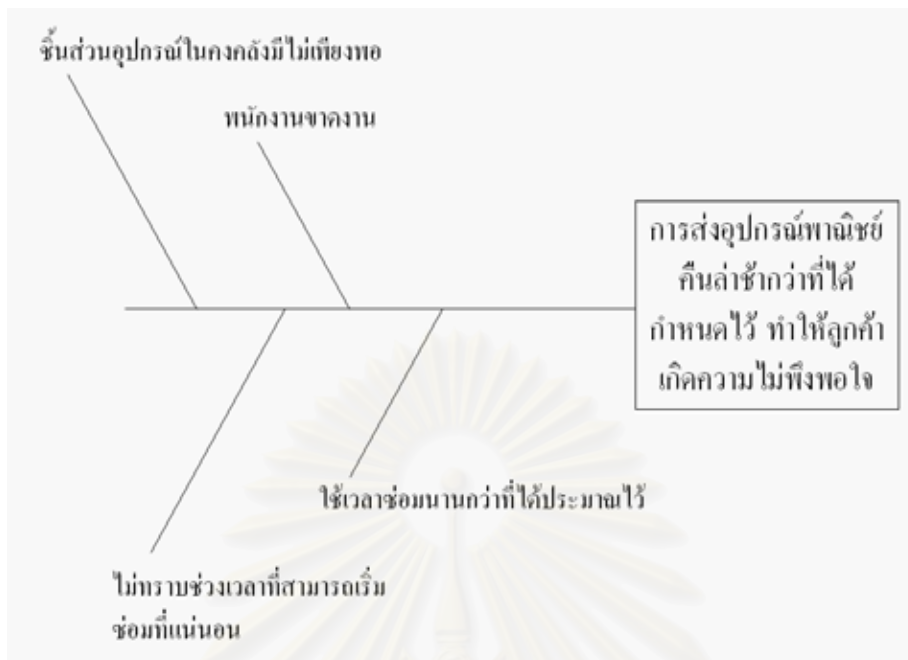 ชิ้นส่วนอุปกรณ์ในคงคลังมีไม่เพียงพอ
พนักงานขาดงาน
การส่งอุปกรณ์พาณิชย์
คืนล่าช้ากว่าที่ได้
กำหนดไว้ ทำให้ลูกค้า
เกิดความไม่พึงพอใจ
ใช้เวลาซ่อมนานกว่าที่ได้ประมาณไว้
ไม่ทราบช่วงเวลาที่สามารถเริ่ม
ซ่อมที่แน่นอน